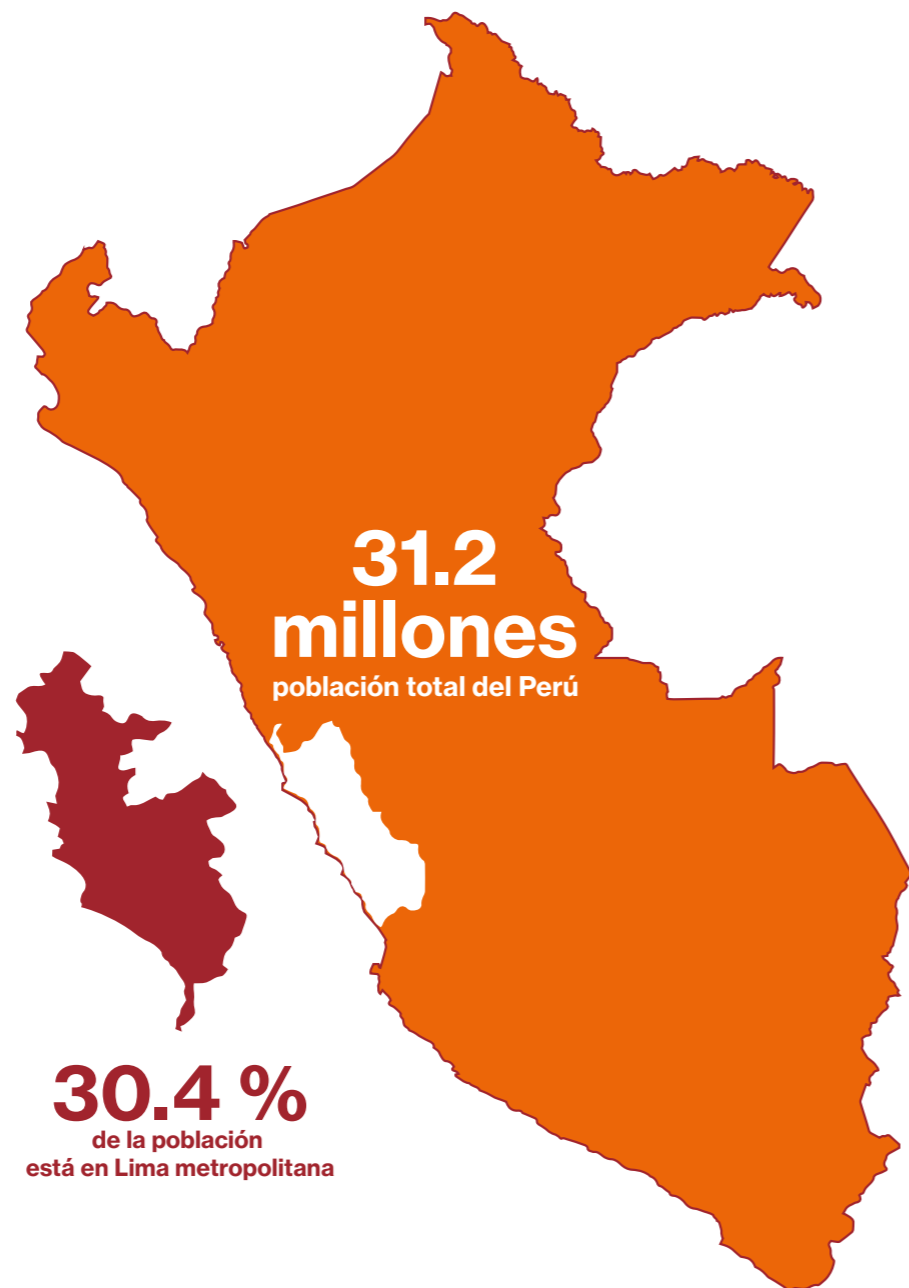 31.2
millones
población total del Perú
30.4 %
de la población
está en Lima metropolitana